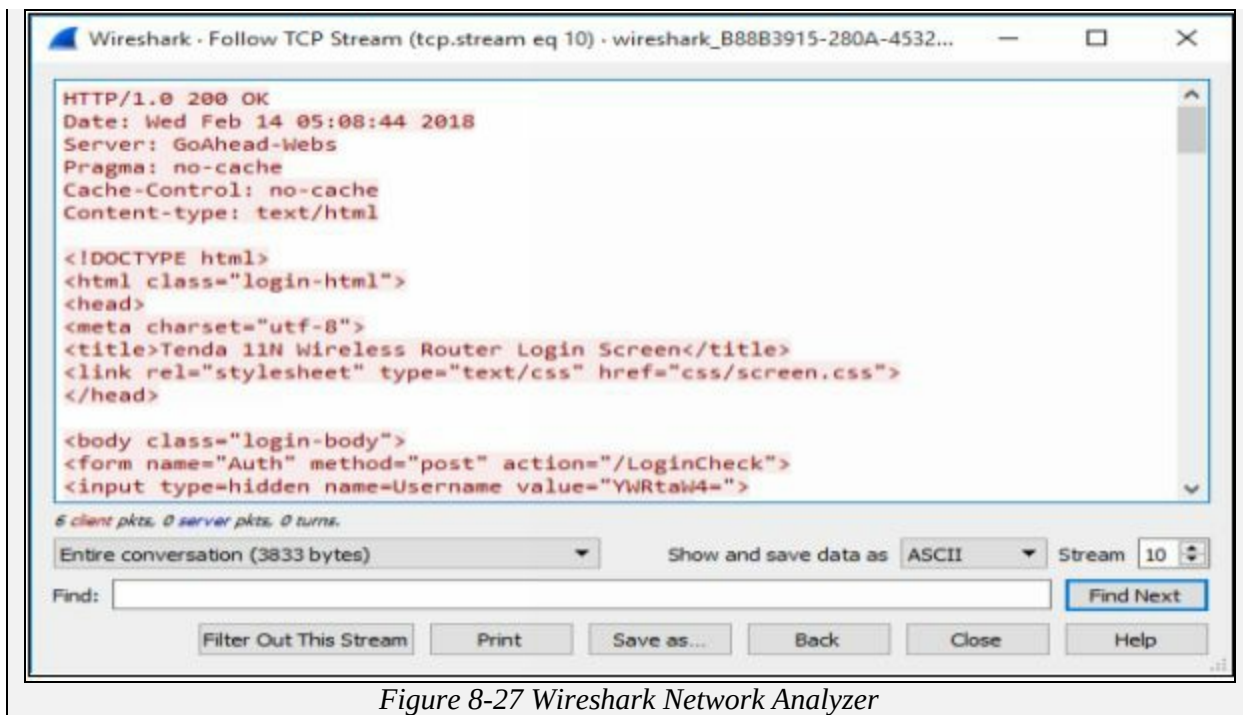 Wireshark · Follow TCP Stream (tcp.stream eq 10) · wireshark_B88B3915-280A-4532...
HTTP/1.0 200 OK
Date: Wed Feb 14 05:08:44 2018
Server: GoAhead-Webs
Pragma: no-cache
Cache-Control: no-cache
Content-type: text/html
<!DOCTYPE html>
<html class="login-html">
<head>
<meta charset="utf-8">
<title>Tenda 11N Wireless Router Login Screen</title>
<link rel="stylesheet" type="text/css" href="css/screen.css">
</head>
<body class="login-body">
<form name="Auth" method="post" action="/LoginCheck">
<input type=hidden name=Username value="YWRtaW4=">
6 client pkts, 0 server pkts, 0 turns.
Entire conversation (3833 bytes) Show and save data as ASCII Stream 10
Find: Find Next
Filter Out This Stream Print Save as... Back Close Help
Figure 8-27 Wireshark Network Analyzer